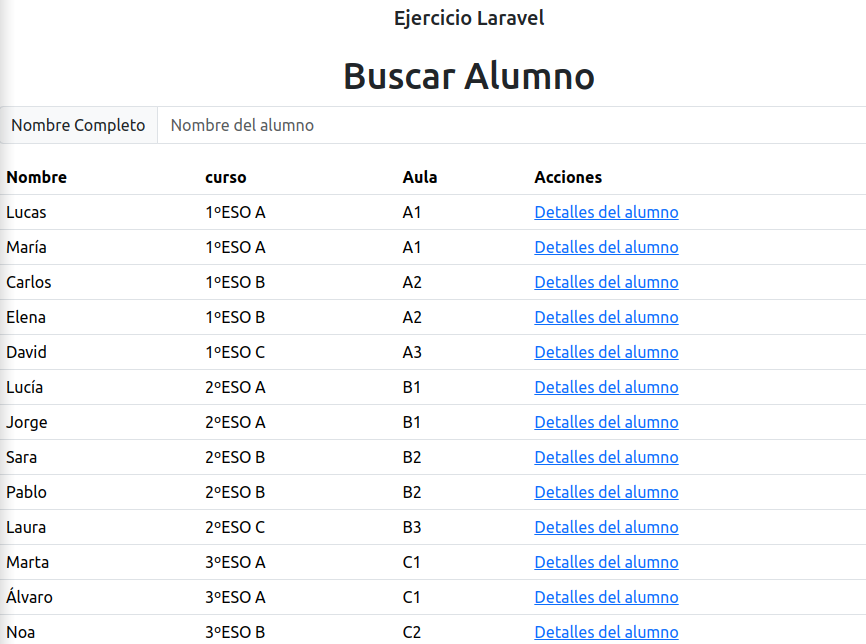 Ejercicio Laravel
Buscar Alumno
Nombre Completo Nombre del alumno
Nombre curso Aula Acciones
Lucas 1ºESO A A1 Detalles del alumno
María 1ºESO A A1 Detalles del alumno
Carlos 1ºESO B A2 Detalles del alumno
Elena 1ºESO B A2 Detalles del alumno
David 1ºESO C A3 Detalles del alumno
Lucía 2ºESO A B1 Detalles del alumno
Jorge 2ºESO A B1 Detalles del alumno
Sara 2ºESO B B2 Detalles del alumno
Pablo 2ºESO B B2 Detalles del alumno
Laura 2ºESO C B3 Detalles del alumno
Marta 3ºESO A C1 Detalles del alumno
Álvaro 3ºESO A C1 Detalles del alumno
Noa 3ºESO B C2 Detalles del alumno